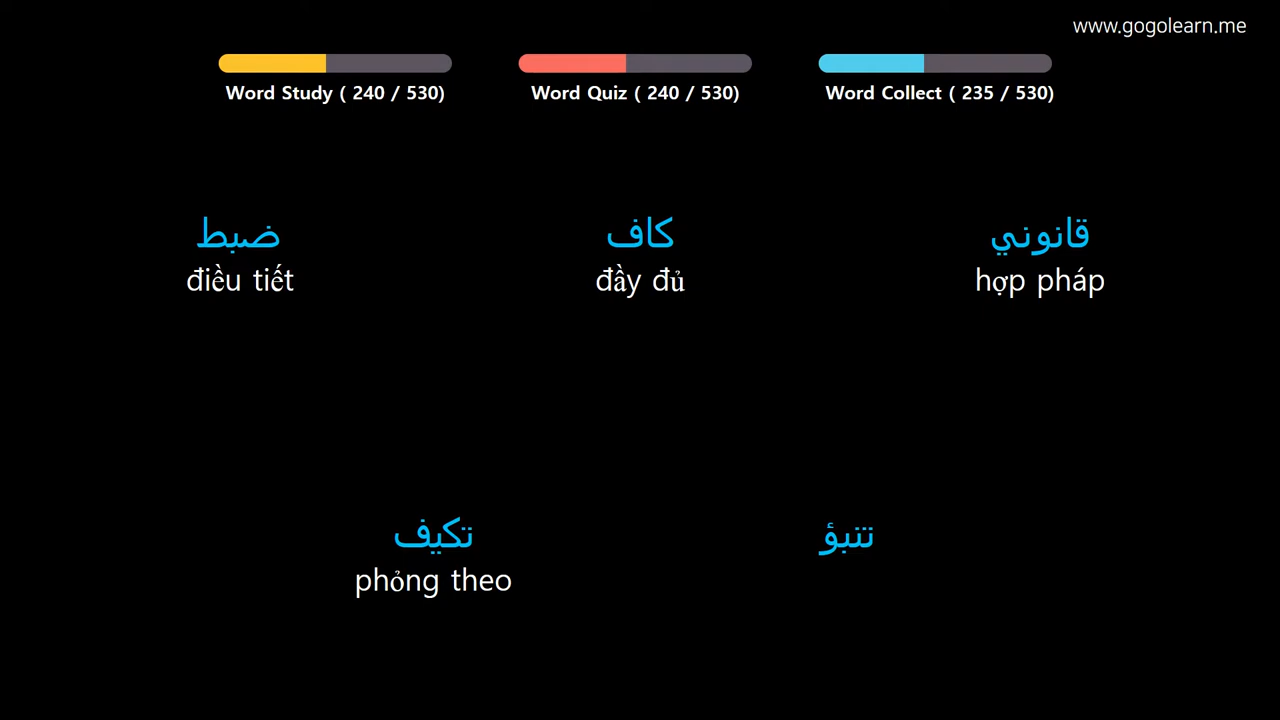 www.gogolearn.me
Word Study ( 240 / 530)
Word Quiz ( 240 / 530)
Word Collect ( 235 / 530)
ضبط
điều tiết
كاف
đầy đủ
قانوني
hợp pháp
تكيف
phỏng theo
تتنبؤ